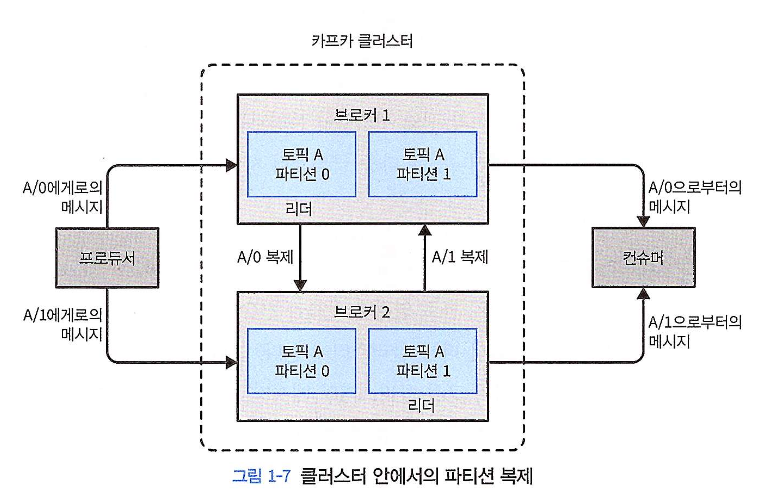 카프카 클러스터
브로커 1
토픽 A
파티션 0
토픽 A
파티션 1
리더
A/0에게로의
메시지
A/0으로부터의
메시지
프로듀서
A/0 복제
A/1 복제
컨슈머
A/1에게로의
메시지
A/1으로부터의
메시지
브로커 2
토픽 A
파티션 0
토픽 A
파티션 1
리더
그림 1-7 클러스터 안에서의 파티션 복제